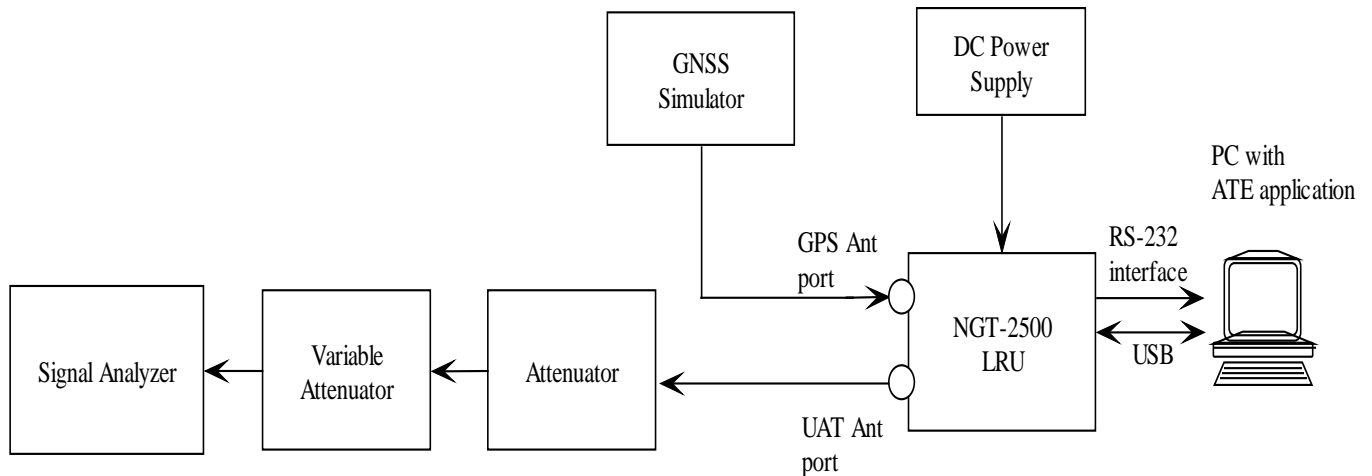 GNSS
Simulator
DC Power
Supply
PC with
ATE application
GPS Ant
port
RS-232
interface
Signal Analyzer
Variable
Attenuator
Attenuator
NGT-2500
LRU
USB
UAT Ant
port